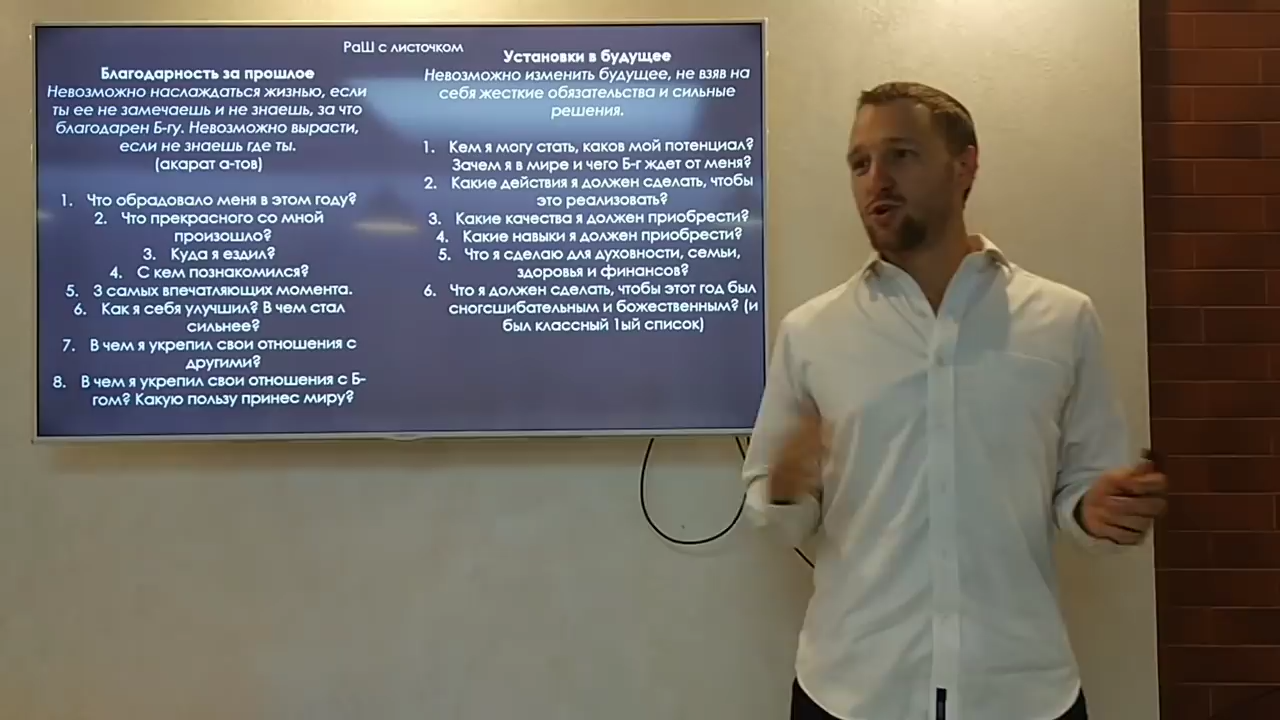 РаШ с листочком
Благодарность за прошлое
Невозможно наслаждаться жизнью, если
ты ее не замечаешь и не знаешь, за что
благодарен Б-гу. Невозможно вырасти,
если не знаешь где ты.
(акарат а-тов)
1. Что обрадовало меня в этом году?
2. Что прекрасного со мной
произошло?
3. Куда я ездил?
4. С кем познакомился?
5. 3 самых впечатляющих момента.
6. Как я себя улучшил? В чем стал
сильнее?
7. В чем я укрепил свои отношения с
другими?
8. В чем я укрепил свои отношения с Б-
гом? Какую пользу принес миру?
Установки в будущее
Невозможно изменить будущее, не взяв на
себя жесткие обязательства и сильные
решения.
1. Кем я могу стать, каков мой потенциал?
Зачем я в мире и чего Б-г ждет от меня?
2. Какие действия я должен сделать, чтобы
это реализовать?
3. Какие качества я должен приобрести?
4. Какие навыки я должен приобрести?
5. Что я сделаю для духовности, семьи,
здоровья и финансов?
6. Что я должен сделать, чтобы этот год был
сногсшибательным и божественным? (и
был классный 1ый список)